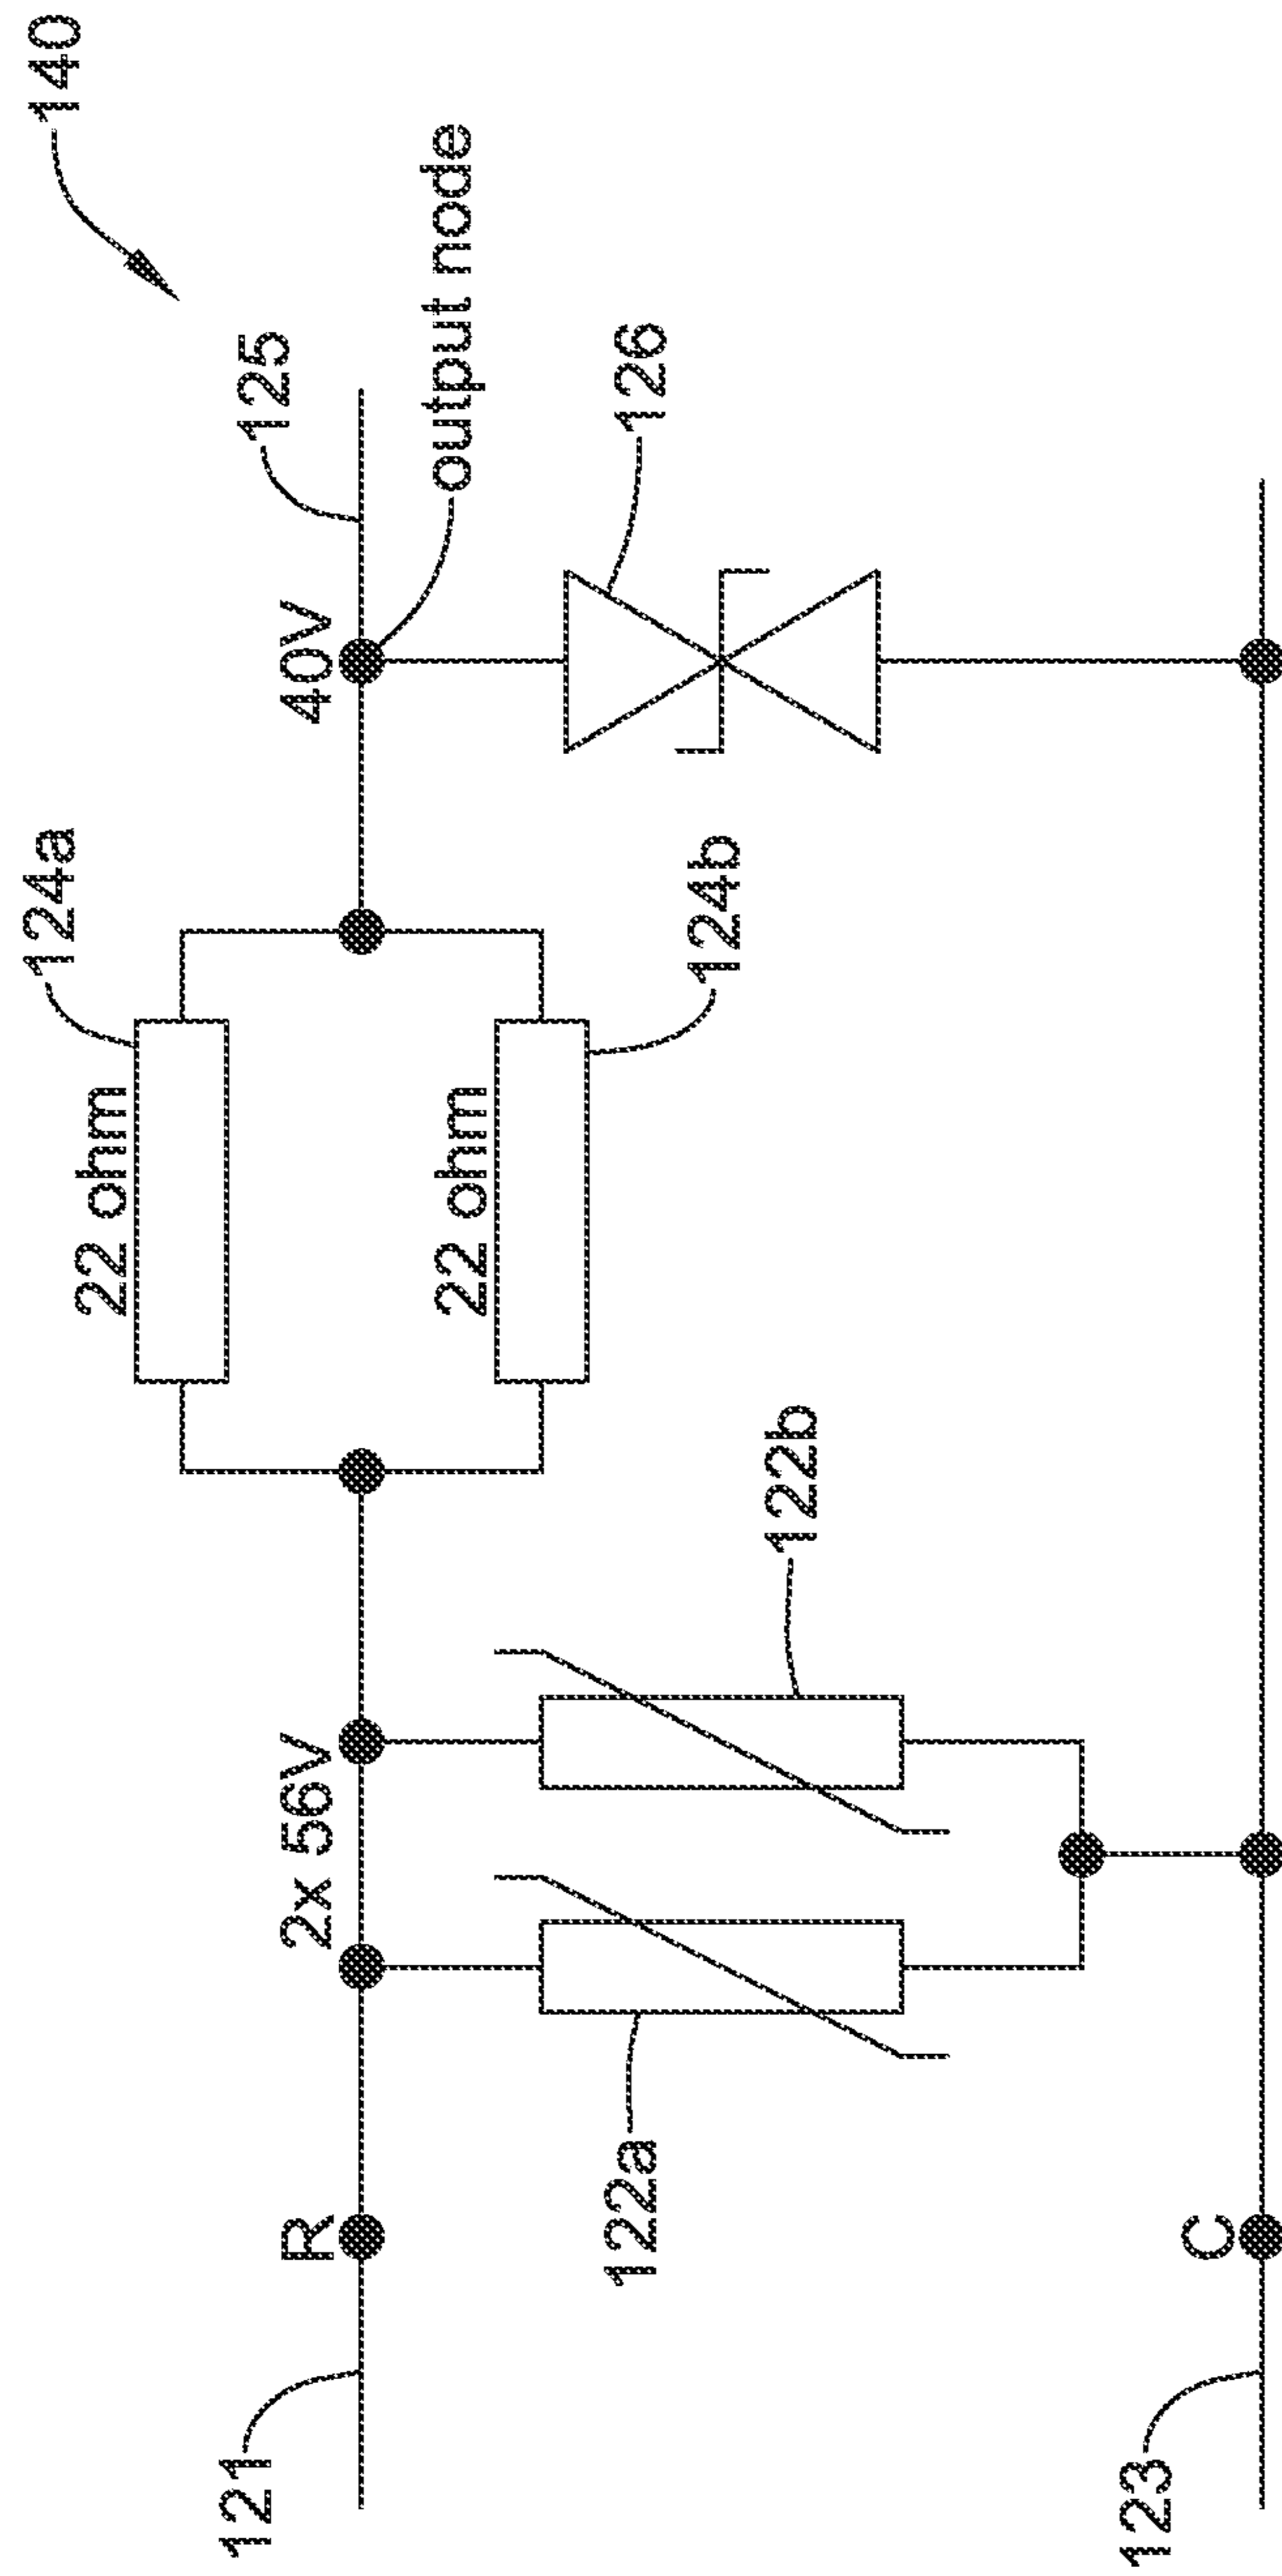 140
124a
22 ohm
125
40V
output node
22 ohm
124b
126
2x 56V
122b
R
122a
121
C
123